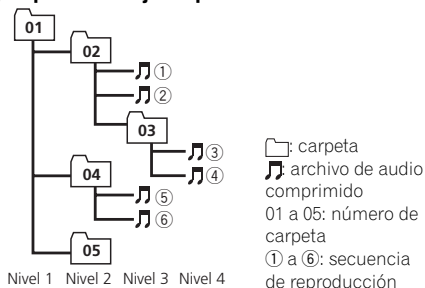 01
02
①
②
03
③
④
04
⑤
⑥
05
Nivel 1 Nivel 2 Nivel 3 Nivel 4
: carpeta
: archivo de audio
comprimido
01 a 05: número de
carpeta
① a ⑥: secuencia
de reproducción